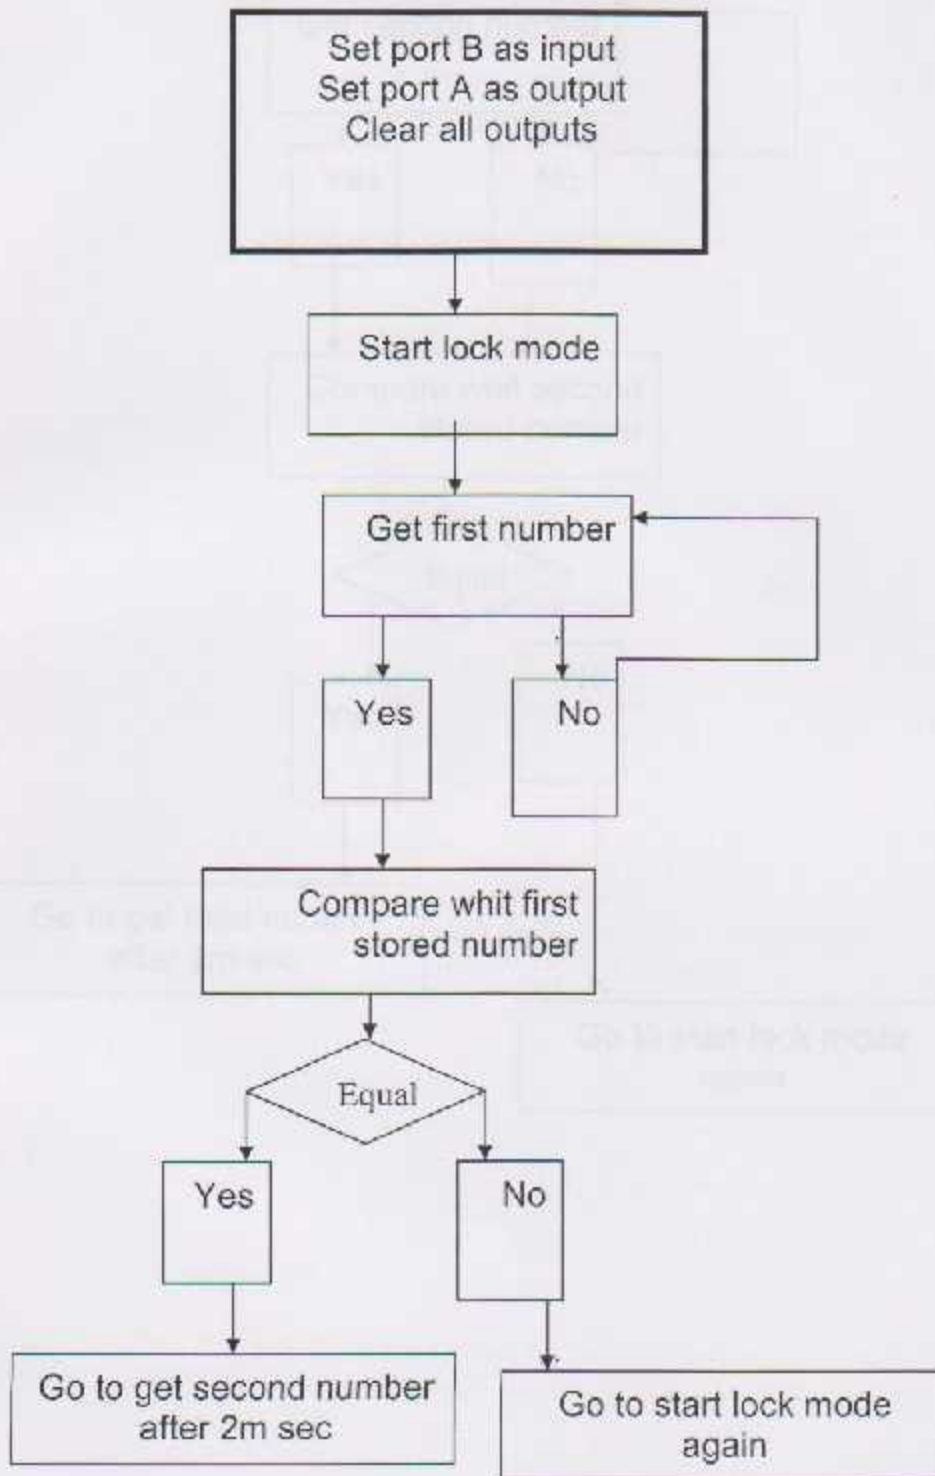 Set port B as input
Set port A as output
Clear all outputs
Start lock mode
Get first number
Yes
No
Compare whit first
stored number
Equal
Yes
No
Go to get second number
after 2m sec
Go to start lock mode
again